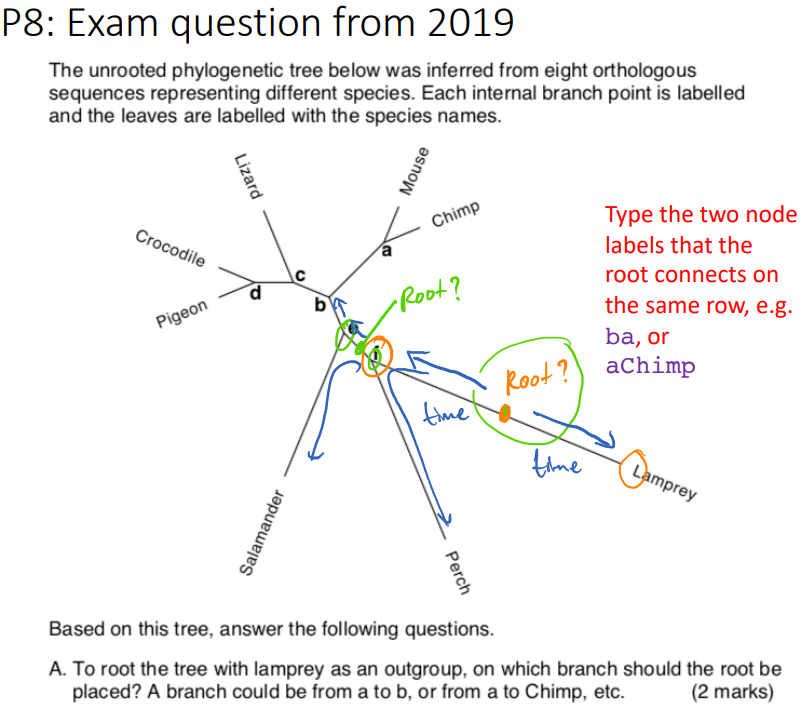 P8: Exam question from 2019
The unrooted phylogenetic tree below was inferred from eight orthologous
sequences representing different species. Each internal branch point is labelled
and the leaves are labelled with the species names.
Lizard
Mouse
Chimp
Crocodile
a
c
d
b
Pigeon
Root?
Type the two node
labels that the
root connects on
the same row, e.g.
ba, or
aChimp
Root?
time
time
Lamprey
Salamander
Perch
Based on this tree, answer the following questions.
A. To root the tree with lamprey as an outgroup, on which branch should the root be
placed? A branch could be from a to b, or from a to Chimp, etc. (2 marks)